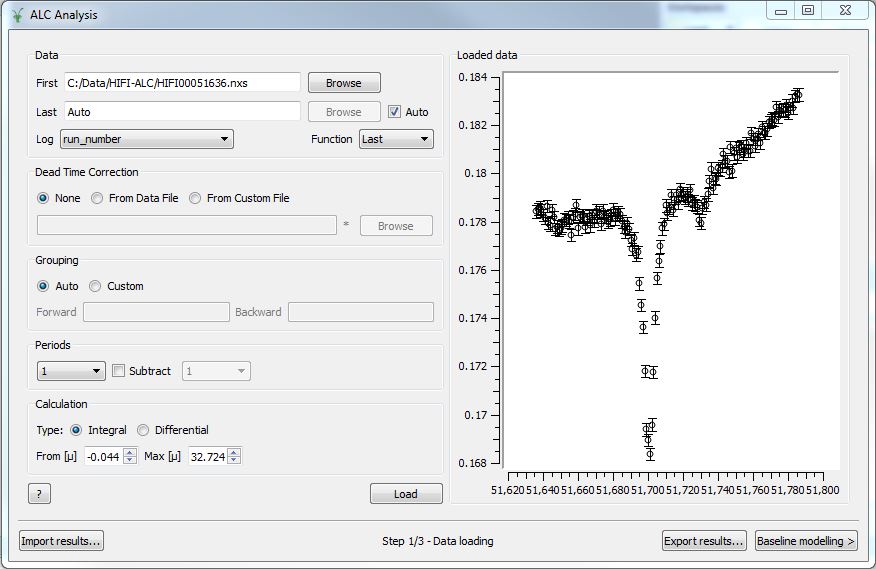 ALC Analysis
Data
First C:/Data/HIFI-ALC/HIFI00051636.nxs Browse
Last Auto Browse Auto
Log run_number Function Last
Dead Time Correction
None From Data File From Custom File
* Browse
Grouping
Auto Custom
Forward Backward
Periods
1 Subtract 1
Calculation
Type: Integral Differential
From [µ] -0.044 Max [µ] 32.724
? Load
Loaded data
0.184
0.182
0.18
0.178
0.176
0.174
0.172
0.17
0.168
51,620 51,640 51,660 51,680 51,700 51,720 51,740 51,760 51,780 51,800
Import results... Step 1/3 - Data loading Export results... Baseline modelling >